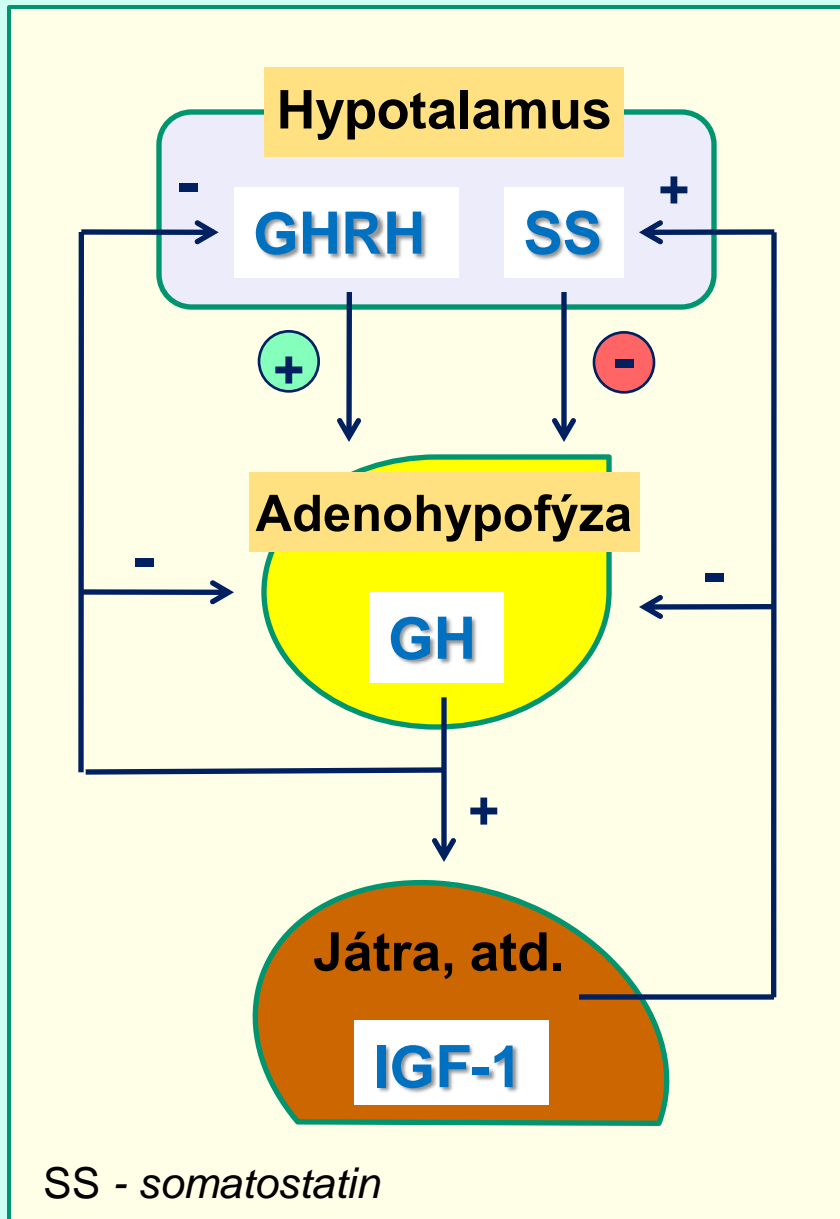 Hypotalamus
- GHRH SS +
+ -
Adenohypofýza
- -
GH
+
Játra, atd.
IGF-1
SS - somatostatin